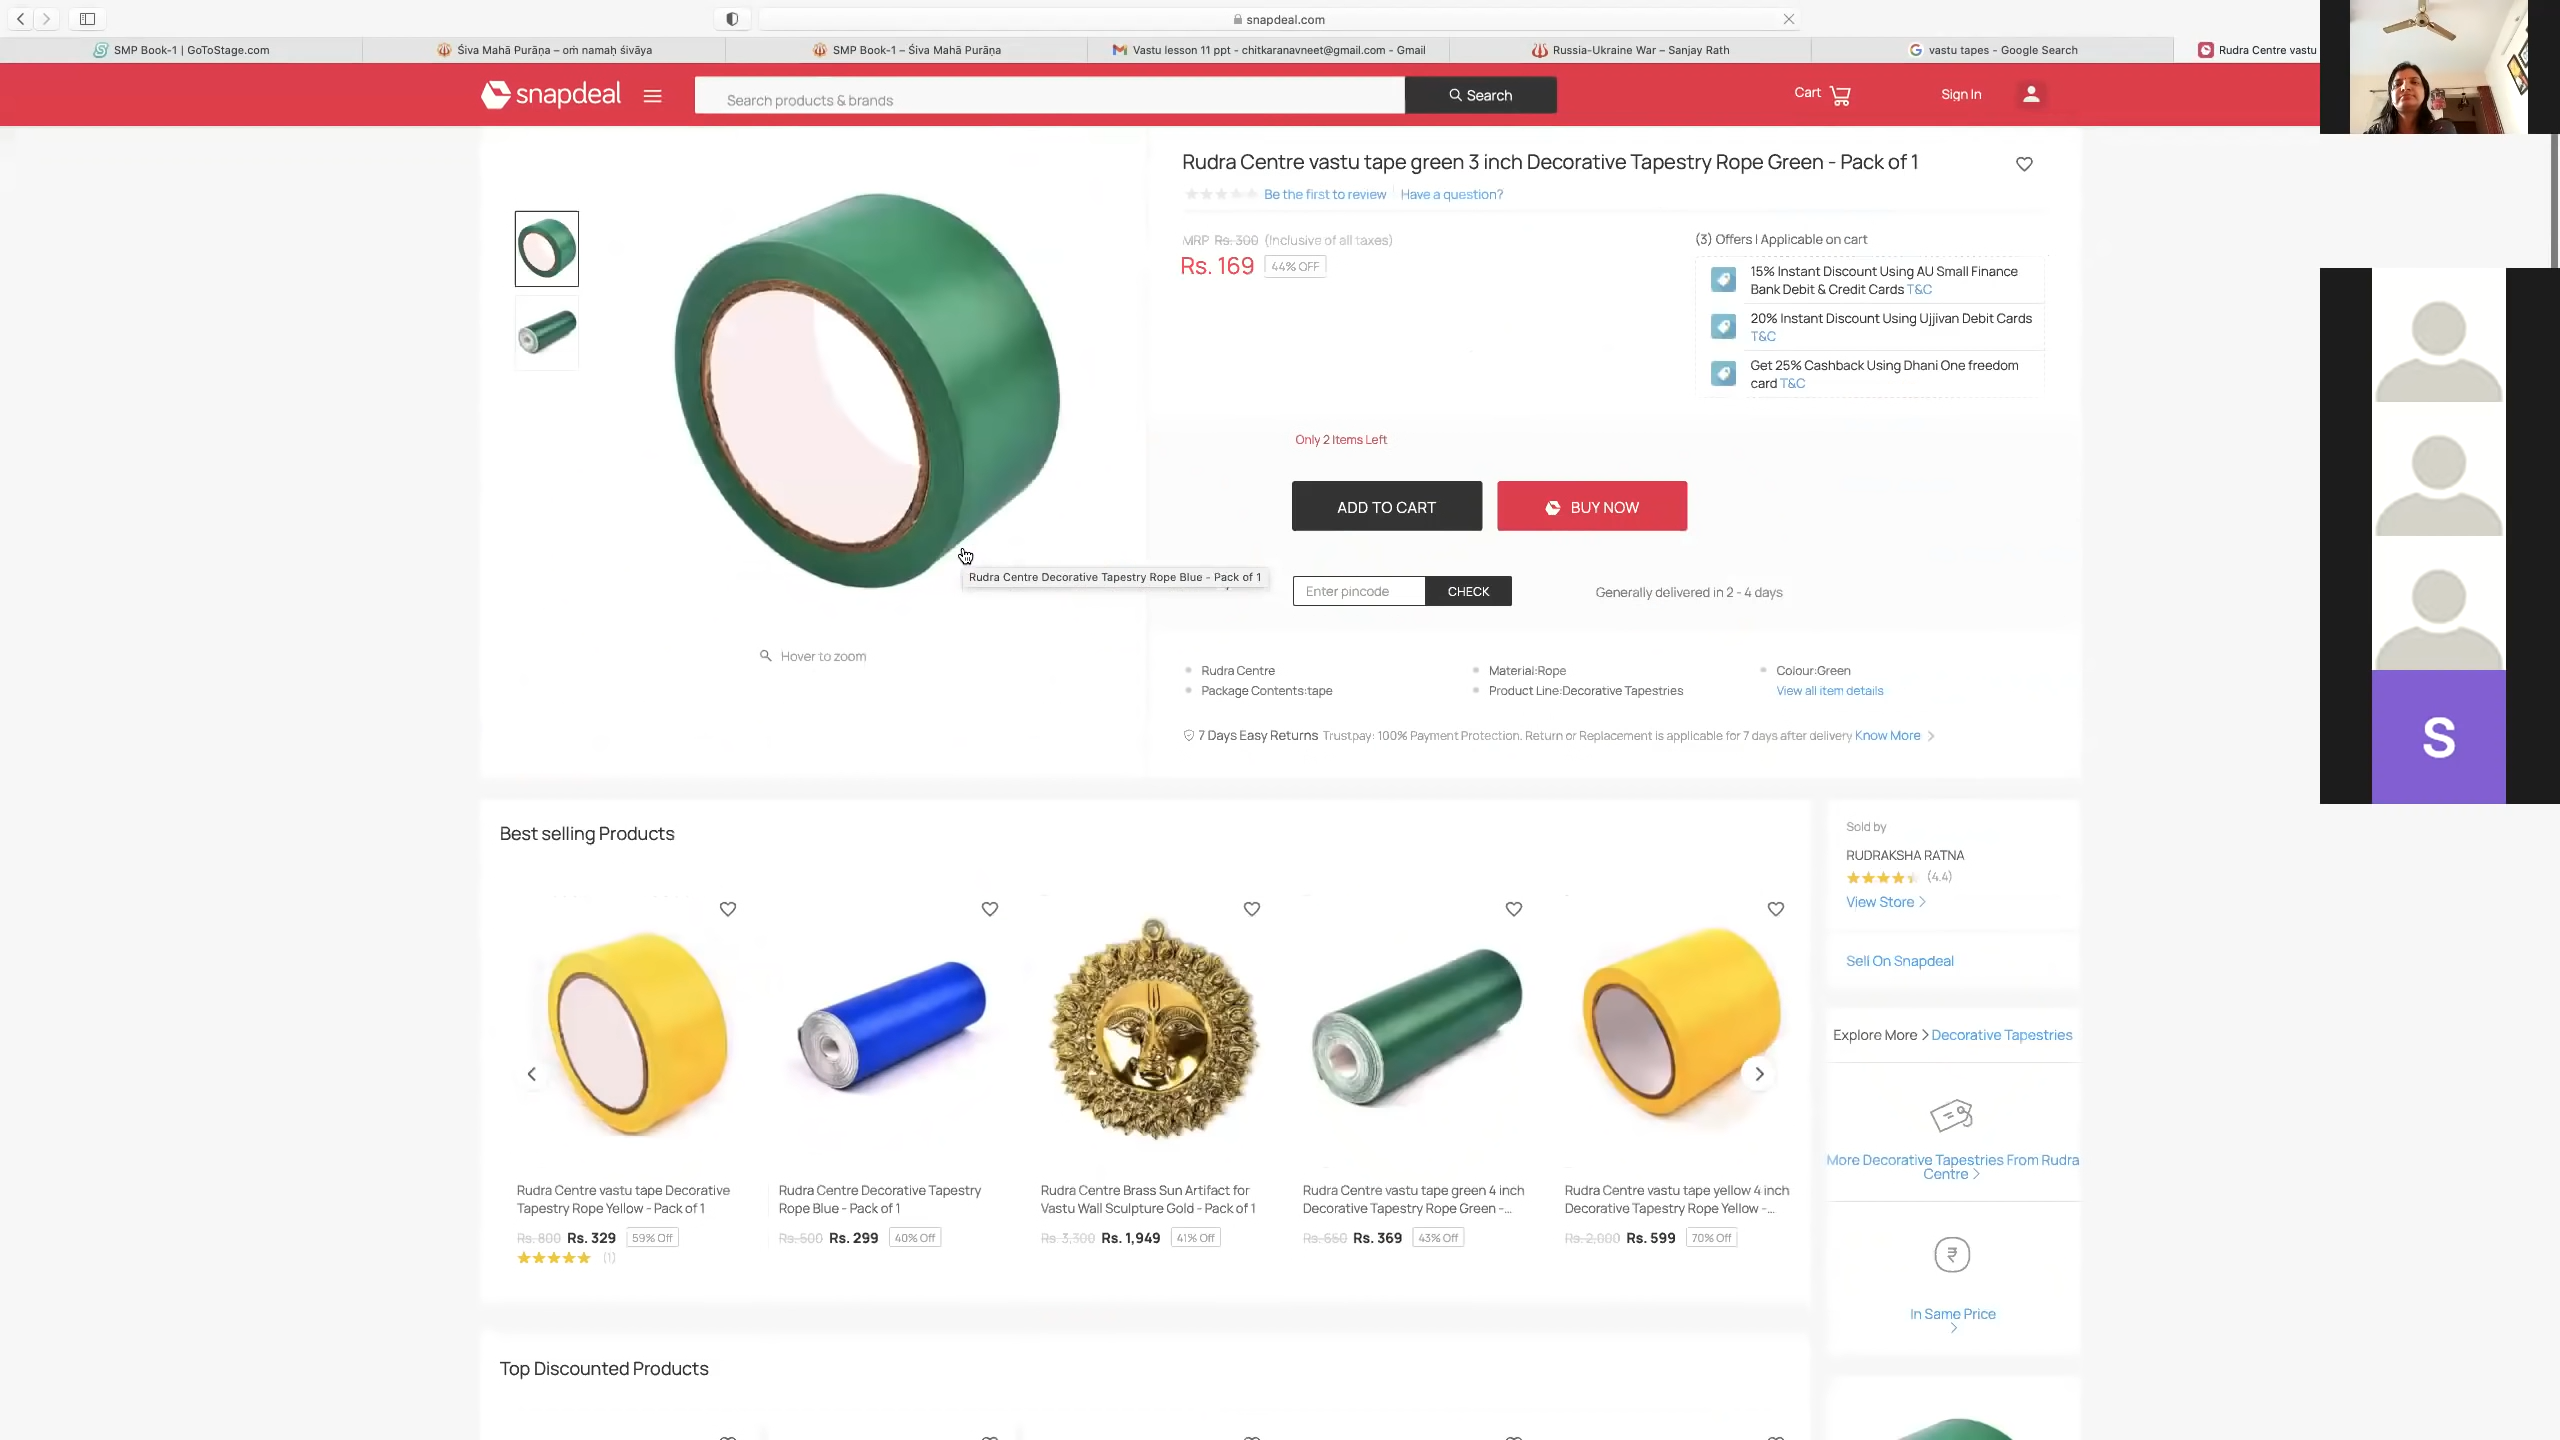 snapdeal.com
SMP Book-1 | GoToStage.com
Śiva Mahā Purāṇa – oṁ namaḥ śivāya
SMP Book-1 – Śiva Mahā Purāṇa
Vastu lesson 11 ppt - chitkaranavneet@gmail.com - Gmail
Russia-Ukraine War – Sanjay Rath
vastu tapes - Google Search
Rudra Centre vastu
snapdeal
Search products & brands
Search
Cart
Sign In
Rudra Centre vastu tape green 3 inch Decorative Tapestry Rope Green - Pack of 1
Be the first to review
Have a question?
MRP Rs. 300 (Inclusive of all taxes)
Rs. 169 44% OFF
(3) Offers | Applicable on cart
15% Instant Discount Using AU Small Finance
Bank Debit & Credit Cards T&C
20% Instant Discount Using Ujjivan Debit Cards
T&C
Get 25% Cashback Using Dhani One freedom
card T&C
Only 2 Items Left
ADD TO CART
BUY NOW
Rudra Centre Decorative Tapestry Rope Blue - Pack of 1
Enter pincode
CHECK
Generally delivered in 2 - 4 days
Hover to zoom
Rudra Centre
Material:Rope
Colour:Green
Package Contents:tape
Product Line:Decorative Tapestries
View all item details
7 Days Easy Returns Trustpay: 100% Payment Protection. Return or Replacement is applicable for 7 days after delivery Know More
S
Best selling Products
Rudra Centre vastu tape Decorative
Tapestry Rope Yellow - Pack of 1
Rs. 800 Rs. 329 59% Off
(1)
Rudra Centre Decorative Tapestry
Rope Blue - Pack of 1
Rs. 500 Rs. 299 40% Off
Rudra Centre Brass Sun Artifact for
Vastu Wall Sculpture Gold - Pack of 1
Rs. 3,300 Rs. 1,949 41% Off
Rudra Centre vastu tape green 4 inch
Decorative Tapestry Rope Green -...
Rs. 650 Rs. 369 43% Off
Rudra Centre vastu tape yellow 4 inch
Decorative Tapestry Rope Yellow -...
Rs. 2,000 Rs. 599 70% Off
Sold by
RUDRAKSHA RATNA
(4.4)
View Store
Sell On Snapdeal
Explore More > Decorative Tapestries
More Decorative Tapestries From Rudra
Centre
₹
In Same Price
Top Discounted Products